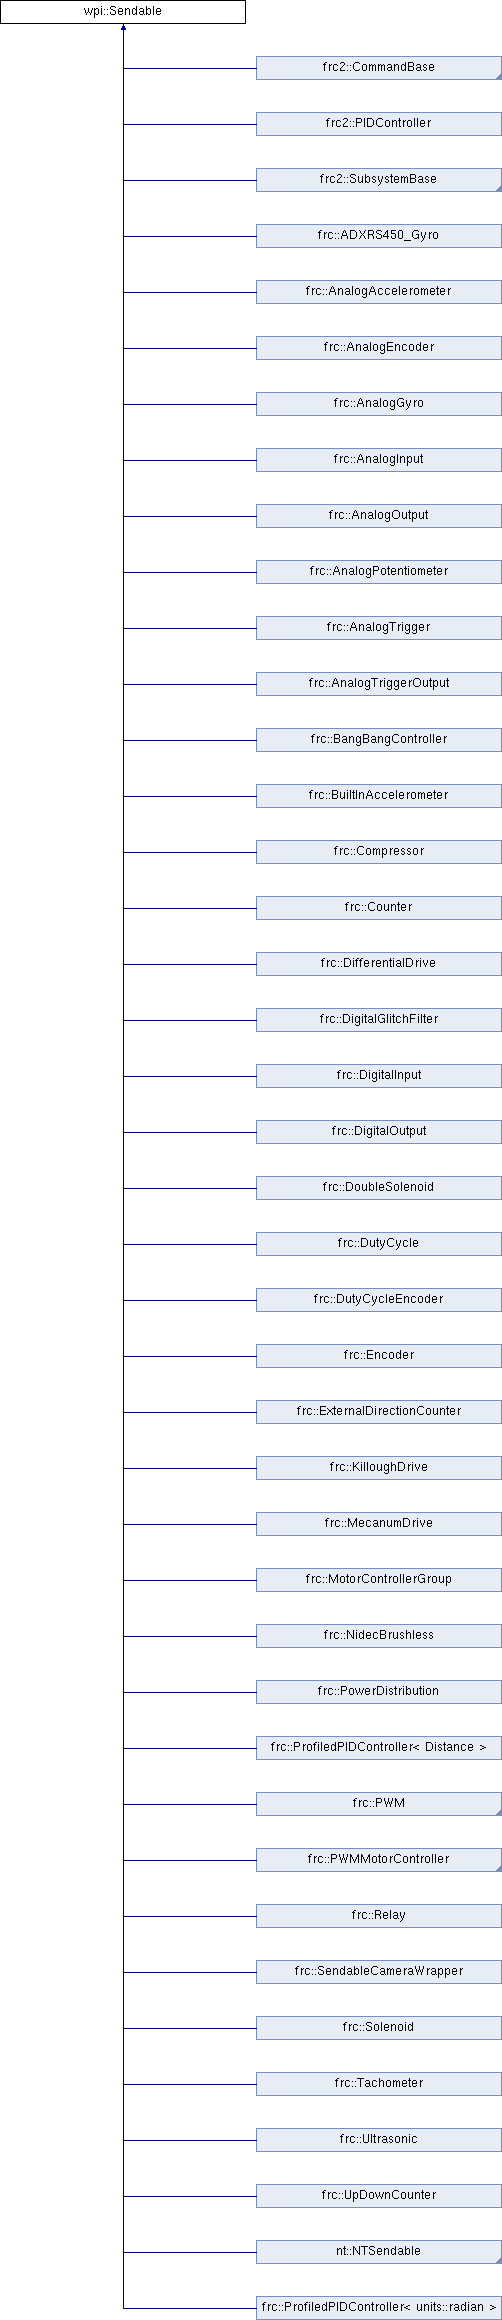 wpi::Sendable
frc2::CommandBase
frc2::PIDController
frc2::SubsystemBase
frc::ADXRS450_Gyro
frc::AnalogAccelerometer
frc::AnalogEncoder
frc::AnalogGyro
frc::AnalogInput
frc::AnalogOutput
frc::AnalogPotentiometer
frc::AnalogTrigger
frc::AnalogTriggerOutput
frc::BangBangController
frc::BuiltInAccelerometer
frc::Compressor
frc::Counter
frc::DifferentialDrive
frc::DigitalGlitchFilter
frc::DigitalInput
frc::DigitalOutput
frc::DoubleSolenoid
frc::DutyCycle
frc::DutyCycleEncoder
frc::Encoder
frc::ExternalDirectionCounter
frc::KilloughDrive
frc::MecanumDrive
frc::MotorControllerGroup
frc::NidecBrushless
frc::PowerDistribution
frc::ProfiledPIDController< Distance >
frc::PWM
frc::PWMMotorController
frc::Relay
frc::SendableCameraWrapper
frc::Solenoid
frc::Tachometer
frc::Ultrasonic
frc::UpDownCounter
nt::NTSendable
frc::ProfiledPIDController< units::radian >